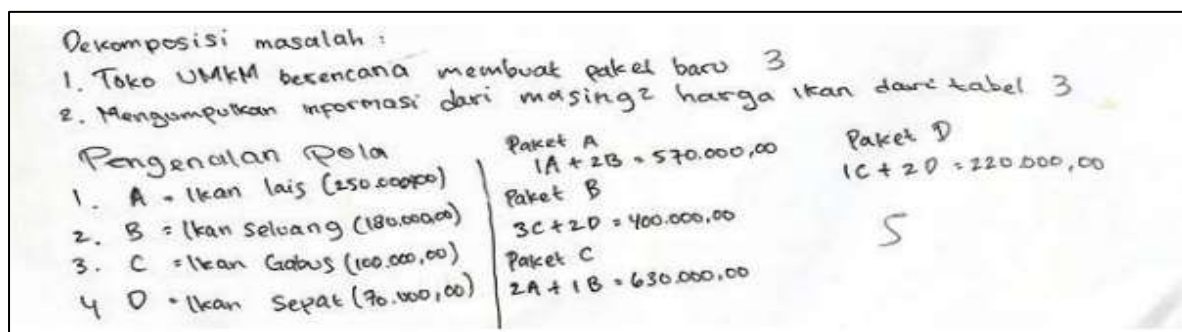 Dekomposisi masalah :
1. Toko UMKM berencana membuat paket baru 3
2. Mengumpulkan informasi dari masing2 harga ikan dari tabel 3
Pengenalan Pola
1. A = Ikan lais (250.000,00)
2. B = Ikan Seluang (180.000,00)
3. C = Ikan Gabus (100.000,00)
4 D = Ikan Sepat (70.000,00)
Paket A
1A + 2B = 570.000,00
Paket B
3C + 2D = 400.000,00
Paket C
2A + 1B = 630.000,00
Paket D
1C + 2D = 220.000,00
5